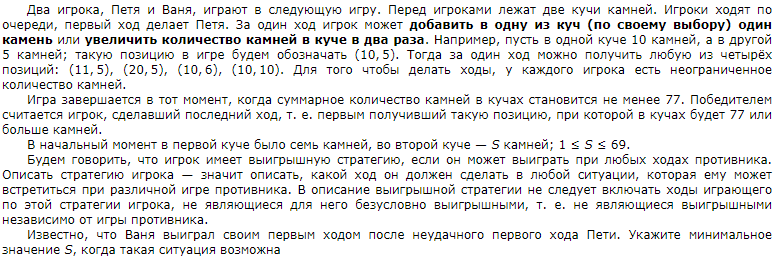 Два игрока, Петя и Ваня, играют в следующую игру. Перед игроками лежат две кучи камней. Игроки ходят по
очереди, первый ход делает Петя. За один ход игрок может добавить в одну из куч (по своему выбору) один
камень или увеличить количество камней в куче в два раза. Например, пусть в одной куче 10 камней, а в другой
5 камней; такую позицию в игре будем обозначать (10, 5). Тогда за один ход можно получить любую из четырёх
позиций: (11, 5), (20, 5), (10, 6), (10, 10). Для того чтобы делать ходы, у каждого игрока есть неограниченное
количество камней.
Игра завершается в тот момент, когда суммарное количество камней в кучах становится не менее 77. Победителем
считается игрок, сделавший последний ход, т. е. первым получивший такую позицию, при которой в кучах будет 77 или
больше камней.
В начальный момент в первой куче было семь камней, во второй куче — S камней; 1 ≤ S ≤ 69.
Будем говорить, что игрок имеет выигрышную стратегию, если он может выиграть при любых ходах противника.
Описать стратегию игрока — значит описать, какой ход он должен сделать в любой ситуации, которая ему может
встретиться при различной игре противника. В описание выигрышной стратегии не следует включать ходы играющего
по этой стратегии игрока, не являющиеся для него безусловно выигрышными, т. е. не являющиеся выигрышными
независимо от игры противника.
Известно, что Ваня выиграл своим первым ходом после неудачного первого хода Пети. Укажите минимальное
значение S, когда такая ситуация возможна